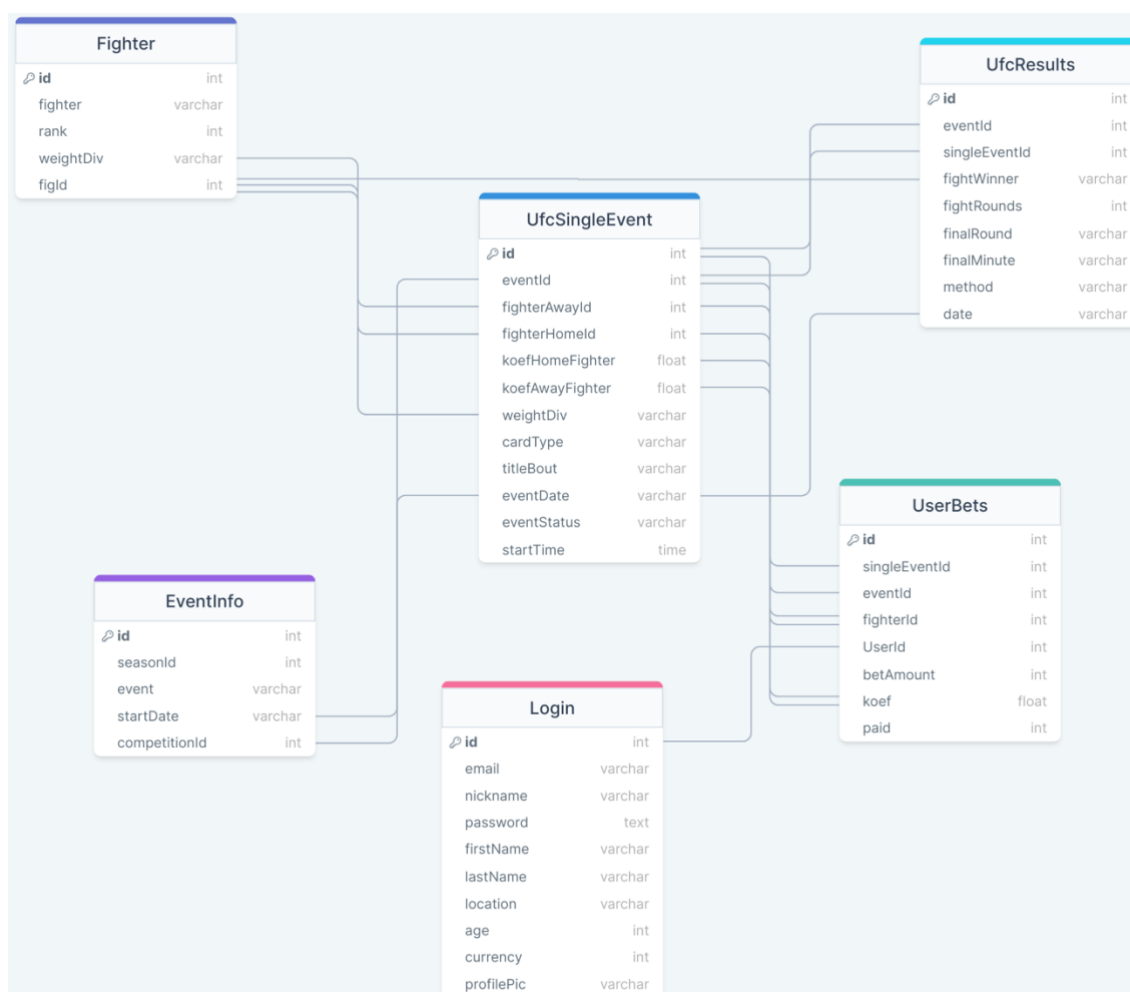 Fighter
id int
fighter varchar
rank int
weightDiv varchar
figId int
UfcResults
id int
eventId int
singleEventId int
fightWinner varchar
fightRounds int
finalRound varchar
finalMinute varchar
method varchar
date varchar
UfcSingleEvent
id int
eventId int
fighterAwayId int
fighterHomeId int
koefHomeFighter float
koefAwayFighter float
weightDiv varchar
cardType varchar
titleBout varchar
eventDate varchar
eventStatus varchar
startTime time
UserBets
id int
singleEventId int
eventId int
fighterId int
UserId int
betAmount int
koef float
paid int
EventInfo
id int
seasonId int
event varchar
startDate varchar
competitionId int
Login
id int
email varchar
nickname varchar
password text
firstName varchar
lastName varchar
location varchar
age int
currency int
profilePic varchar